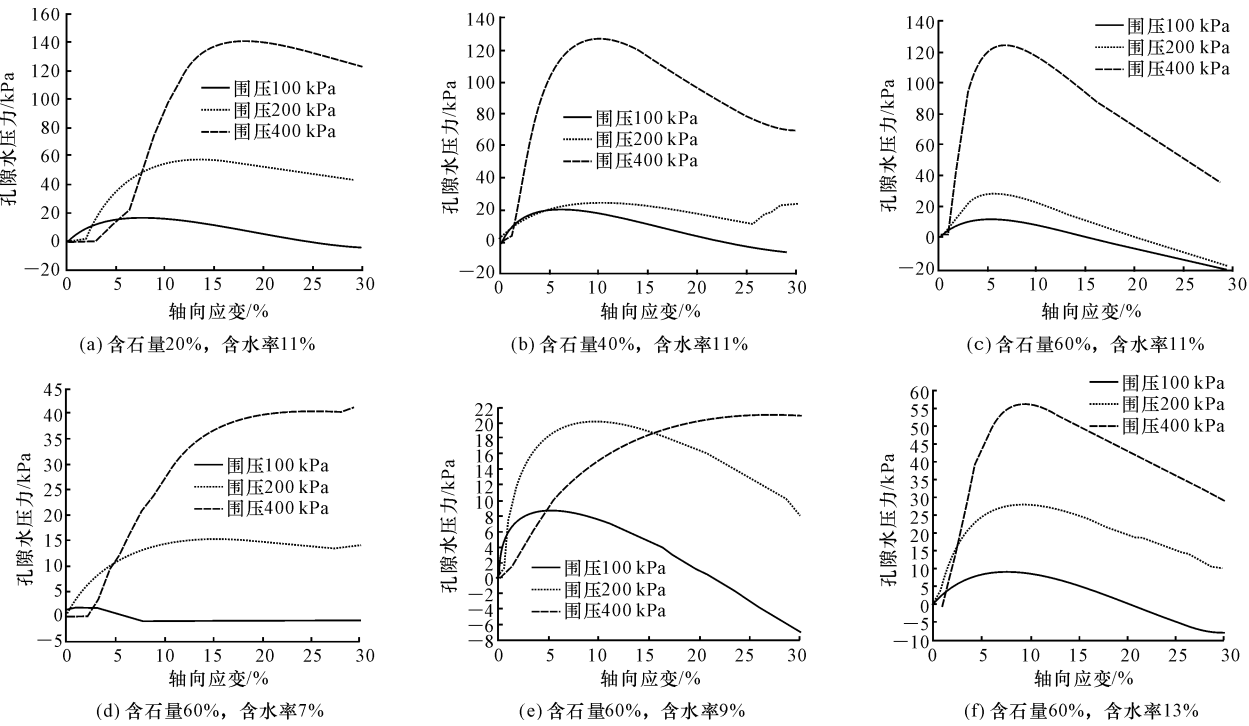 160
140
120
100
80
60
40
20
0
−20
孔隙水压力/kPa
围压100 kPa
围压200 kPa
围压400 kPa
0 5 10 15 20 25 30
轴向应变/%
(a) 含石量20%，含水率11%
140
120
100
80
60
40
20
0
−20
孔隙水压力/kPa
围压100 kPa
围压200 kPa
围压400 kPa
0 5 10 15 20 25 30
轴向应变/%
(b) 含石量40%，含水率11%
140
120
100
80
60
40
20
0
−20
孔隙水压力/kPa
围压100 kPa
围压200 kPa
围压400 kPa
0 5 10 15 20 25 30
轴向应变/%
(c) 含石量60%，含水率11%
45
40
35
30
25
20
15
10
5
0
−5
孔隙水压力/kPa
围压100 kPa
围压200 kPa
围压400 kPa
0 5 10 15 20 25 30
轴向应变/%
(d) 含石量60%，含水率7%
22
20
18
16
14
12
10
8
6
4
2
0
−2
−4
−6
−8
孔隙水压力/kPa
围压100 kPa
围压200 kPa
围压400 kPa
0 5 10 15 20 25 30
轴向应变/%
(e) 含石量60%，含水率9%
60
55
50
45
40
35
30
25
20
15
10
5
0
−5
−10
孔隙水压力/kPa
围压100 kPa
围压200 kPa
围压400 kPa
0 5 10 15 20 25 30
轴向应变/%
(f) 含石量60%，含水率13%